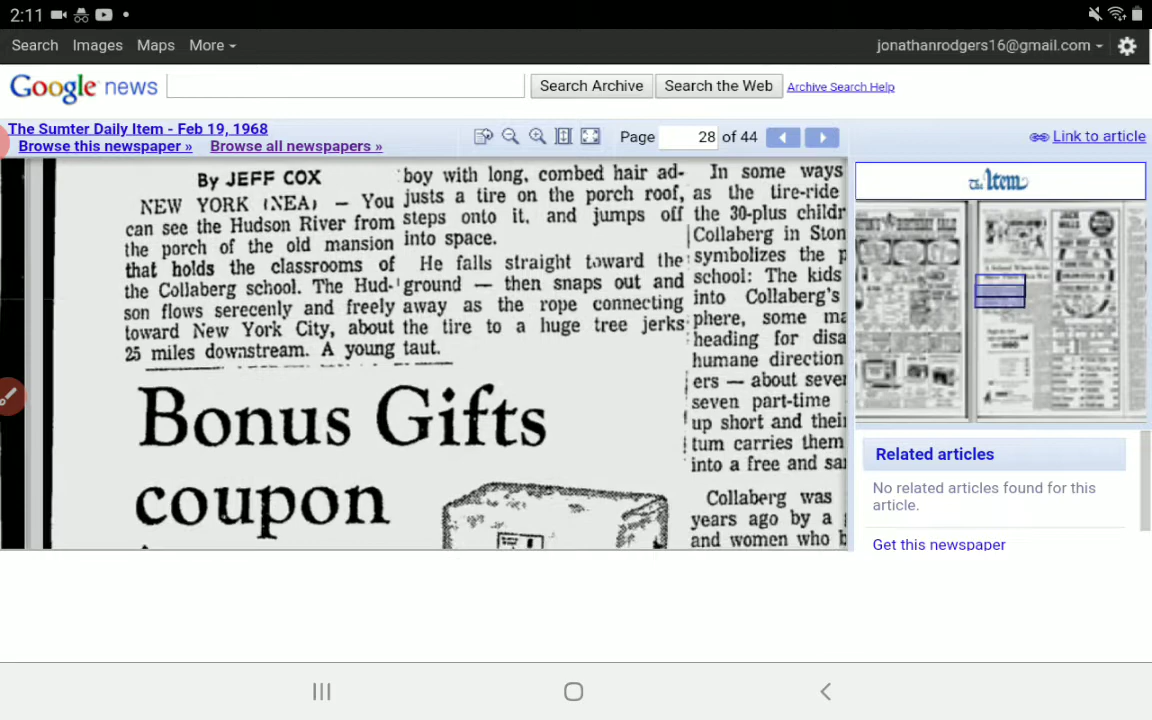 2:11
Search Images Maps More
jonathanrodgers16@gmail.com
Google news
Search Archive Search the Web Archive Search Help
The Sumter Daily Item - Feb 19, 1968
Browse this newspaper » Browse all newspapers »
Page 28 of 44
Link to article
By JEFF COX
NEW YORK (NEA) — You
can see the Hudson River from
the porch of the old mansion
that holds the classrooms of
the Collaberg school. The Hud-
son flows serecenly and freely
toward New York City, about
25 miles downstream. A young
boy with long, combed hair ad-
justs a tire on the porch roof,
steps onto it, and jumps off
into space.
He falls straight toward the
ground — then snaps out and
away as the rope connecting
the tire to a huge tree jerks
taut.
In some ways
as the tire-ride
the 30-plus childr
Collaberg in Ston
symbolizes the p
school: The kids
into Collaberg's
phere, some ma
heading for disa
humane direction
ers — about seve
seven part-time
up short and thei
tum carries them
into a free and sa
Collaberg was
years ago by a
and women who b
Bonus Gifts
coupon
The Item
Related articles
No related articles found for this
article.
Get this newspaper